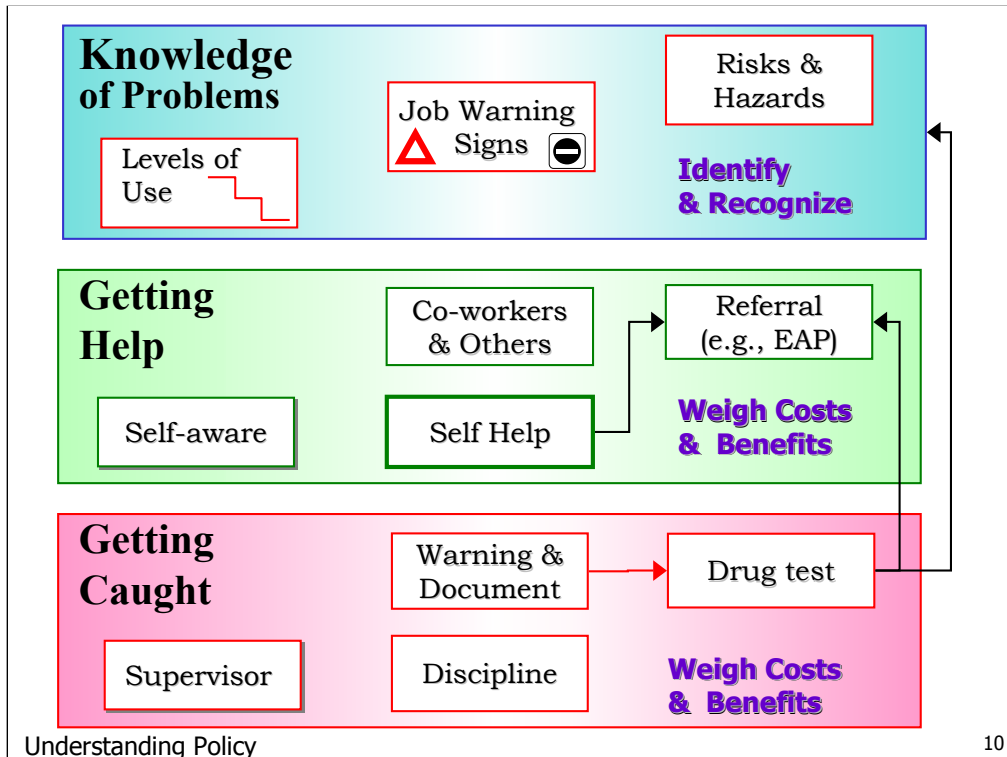 Knowledge
of Problems
Levels of
Use
Job Warning
Signs
Risks &
Hazards
Identify
& Recognize
Getting
Help
Self-aware
Co-workers
& Others
Self Help
Referral
(e.g., EAP)
Weigh Costs
& Benefits
Getting
Caught
Supervisor
Warning &
Document
Discipline
Drug test
Weigh Costs
& Benefits
Understanding Policy
10